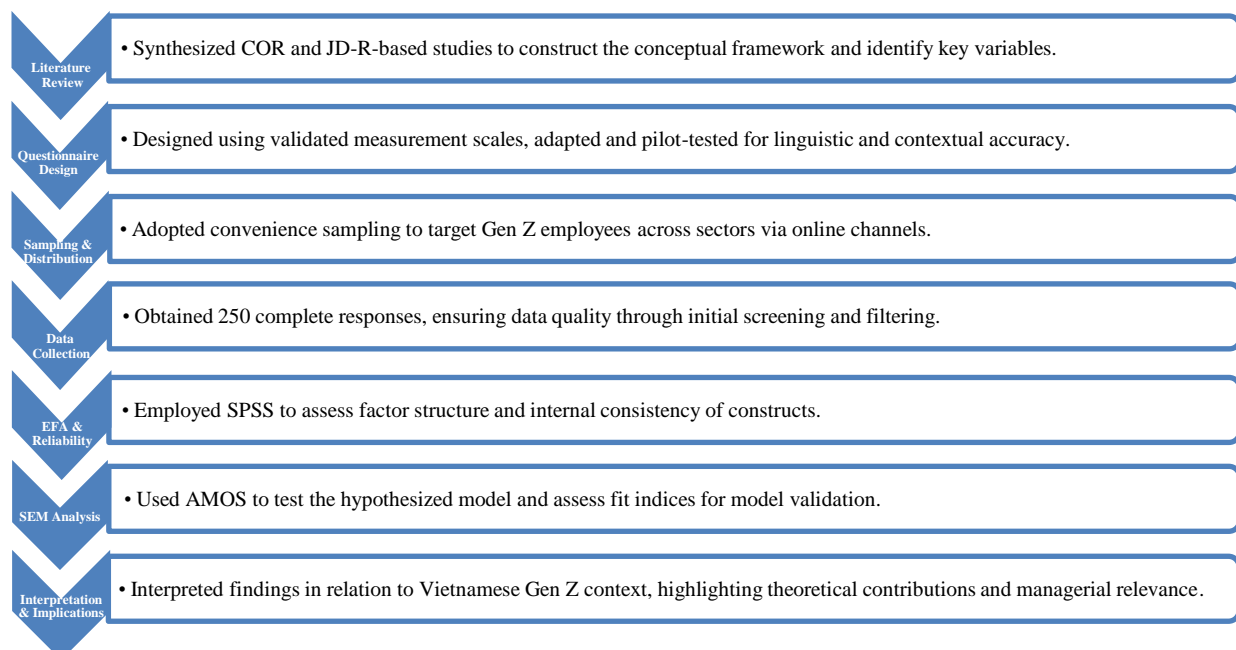 Literature
Review
• Synthesized COR and JD-R-based studies to construct the conceptual framework and identify key variables.
Questionnaire
Design
• Designed using validated measurement scales, adapted and pilot-tested for linguistic and contextual accuracy.
Sampling &
Distribution
• Adopted convenience sampling to target Gen Z employees across sectors via online channels.
Data
Collection
• Obtained 250 complete responses, ensuring data quality through initial screening and filtering.
EFA &
Reliability
• Employed SPSS to assess factor structure and internal consistency of constructs.
SEM Analysis
• Used AMOS to test the hypothesized model and assess fit indices for model validation.
Interpretation
& Implications
• Interpreted findings in relation to Vietnamese Gen Z context, highlighting theoretical contributions and managerial relevance.